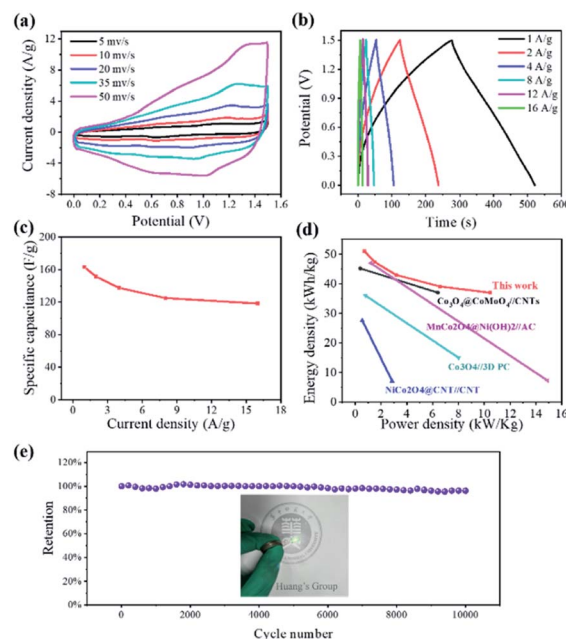 (a)
5 mv/s
10 mv/s
20 mv/s
35 mv/s
50 mv/s
Current denstity (A/g)
12
8
4
0
-4
-8
0.0 0.2 0.4 0.6 0.8 1.0 1.2 1.4 1.6
Potential (V)
(b)
1 A/g
2 A/g
4 A/g
8 A/g
12 A/g
16 A/g
Potential (V)
1.5
1.2
0.9
0.6
0.3
0.0
0 100 200 300 400 500 600
Time (s)
(c)
Specific capacitance (F/g)
200
160
120
80
40
0
0 3 6 9 12 15 18
Current density (A/g)
(d)
Energy density (kWh/kg)
60
50
40
30
20
10
0
0 2 4 6 8 10 12 14 16
Power density (kW/Kg)
This work
Co₃O₄@CoMoO₄//CNTs
MnCo2O4@Ni(OH)2//AC
Co3O4//3D PC
NiCo2O4@CNT//CNT
(e)
Retention
120%
100%
80%
60%
40%
20%
0%
Huang's Group
0 2000 4000 6000 8000 10000
Cycle number